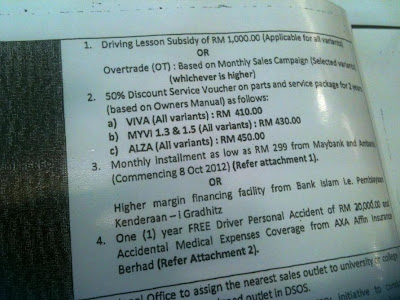 1. Driving Lesson Subsidy of RM 1,000.00 (Applicable for all variants)
OR
Overtrade (OT) : Based on Monthly Sales Campaign (Selected variants)
(whichever is higher)
2. 50% Discount Service Voucher on parts and service package for 2 years
(based on Owners Manual) as follows:
a) VIVA (All variants) : RM 410.00
b) MYVI 1.3 & 1.5 (All variants) : RM 430.00
c) ALZA (All variants) : RM 450.00
3. Monthly Installment as low as RM 299 from Maybank and
(Commencing 8 Oct 2012) (Refer attachment 1).
OR
Higher margin financing facility from Bank Islam i.e. Pembiayaan
Kenderaan – i Gradhitz
4. One (1) year FREE Driver Personal Accident of RM 20,000.00 and
Accidental Medical Expenses Coverage from AXA Affin Insurance
Berhad (Refer Attachment 2).
Office to assign the nearest sales outlet to university or college
outlet in DSOS.
initiative to